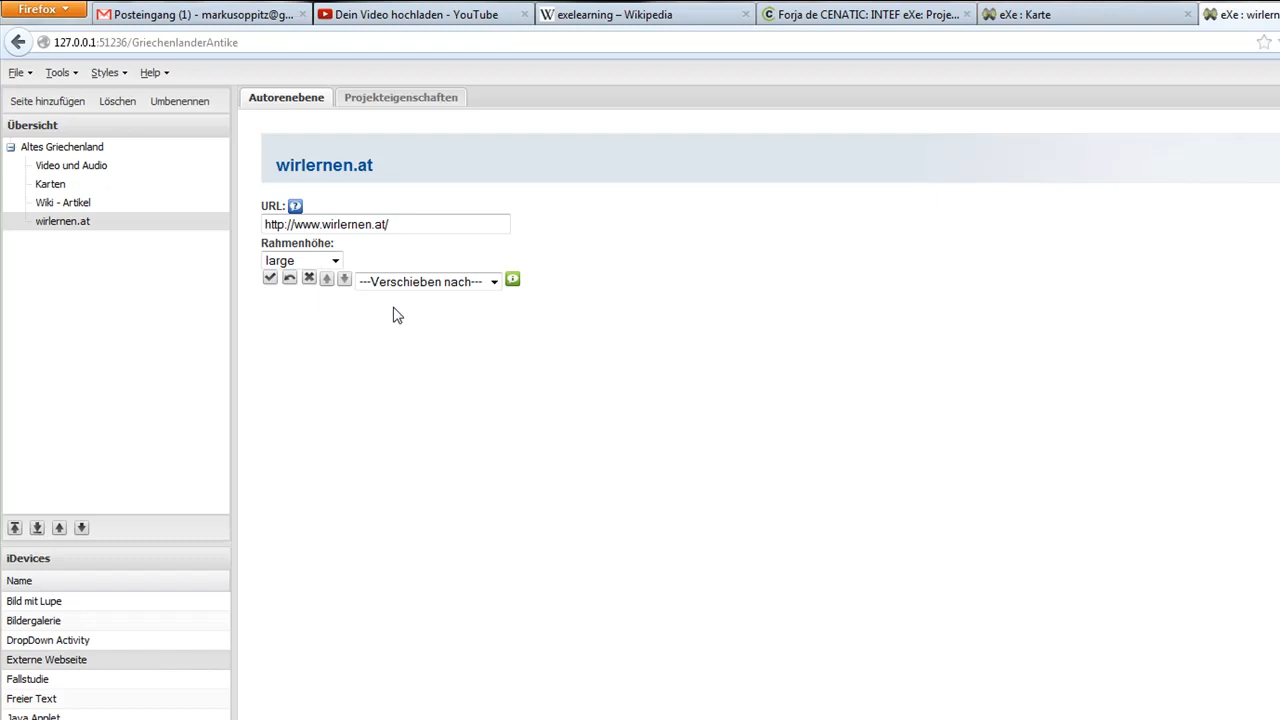 Firefox
Posteingang (1) - markusoppitz@g...
Dein Video hochladen - YouTube
exelearning – Wikipedia
Forja de CENATIC: INTEF eXe: Proje...
eXe : Karte
eXe : wirlern
127.0.0.1:51236/GriechenlanderAntike
File Tools Styles Help
Seite hinzufügen Löschen Umbenennen
Autorenebene Projekteigenschaften
Übersicht
Altes Griechenland
Video und Audio
Karten
Wiki - Artikel
wirlernen.at
wirlernen.at
URL:
http://www.wirlernen.at/
Rahmenhöhe:
large
---Verschieben nach---
iDevices
Name
Bild mit Lupe
Bildergalerie
DropDown Activity
Externe Webseite
Fallstudie
Freier Text
Java Applet